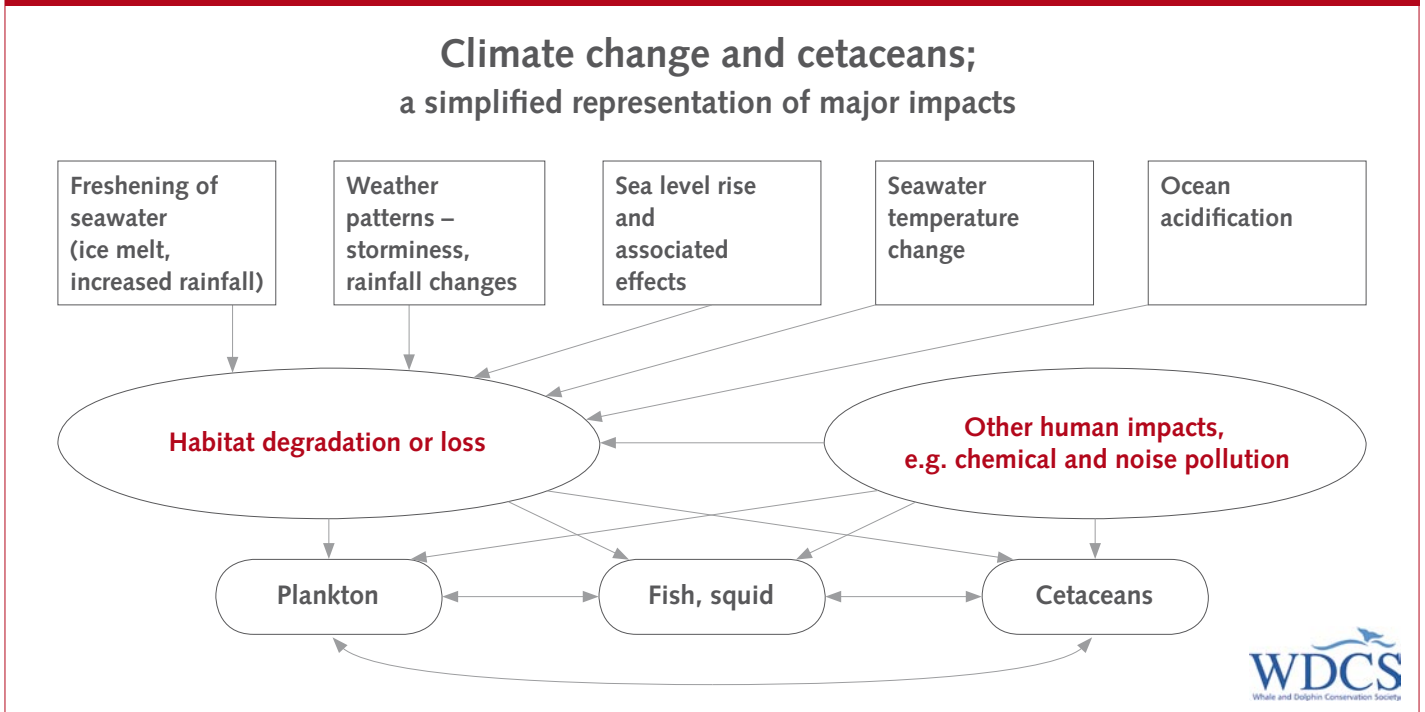 Climate change and cetaceans;
a simplified representation of major impacts
Freshening of
seawater
(ice melt,
increased rainfall)
Weather
patterns –
storminess,
rainfall changes
Sea level rise
and
associated
effects
Seawater
temperature
change
Ocean
acidification
Habitat degradation or loss
Other human impacts,
e.g. chemical and noise pollution
Plankton
Fish, squid
Cetaceans
WDCS
Whale and Dolphin Conservation Society